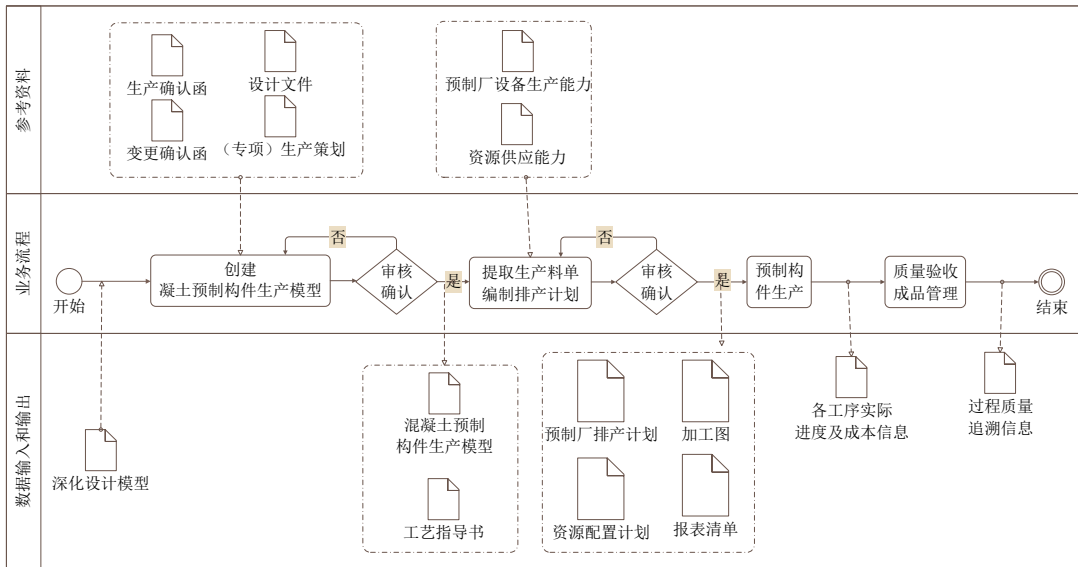 参考资料
生产确认函
设计文件
变更确认函
（专项）生产策划
预制厂设备生产能力
资源供应能力
业务流程
开始
创建
凝土预制构件生产模型
否
审核
确认
是
提取生产料单
编制排产计划
否
审核
确认
是
预制构
件生产
质量验收
成品管理
结束
数据输入和输出
深化设计模型
混凝土预制
构件生产模型
工艺指导书
预制厂排产计划
加工图
资源配置计划
报表清单
各工序实际
进度及成本信息
过程质量
追溯信息